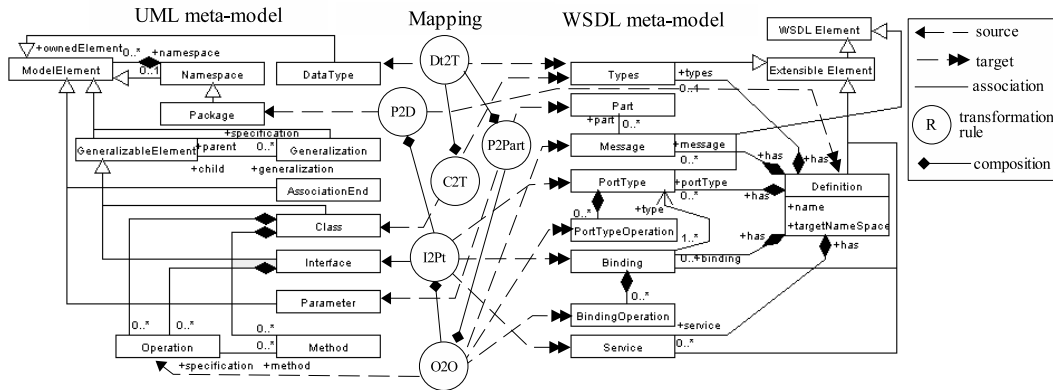 UML meta-model
Mapping
WSDL meta-model
+ownedElement
0..*
+namespace
ModelElement
0..1
Namespace
DataType
Package
+specification
GeneralizableElement
+parent
0..*
Generalization
+child
+generalization
AssociationEnd
Class
Interface
Parameter
0..*
0..*
0..*
Operation
Method
+specification
+method
Dt2T
P2D
P2Part
C2T
I2Pt
O2O
WSDL Element
Types
+types
0..1
Extensible Element
Part
+part
0..*
Message
+message
0..*
+has
+has
Definition
PortType
+portType
0..*
+has
+name
+type
+targetNameSpace
0..*
PortTypeOperation
1..*
+has
+has
Binding
0..*
+binding
0..*
BindingOperation
+service
Service
0..*
source
target
association
R
transformation
rule
composition